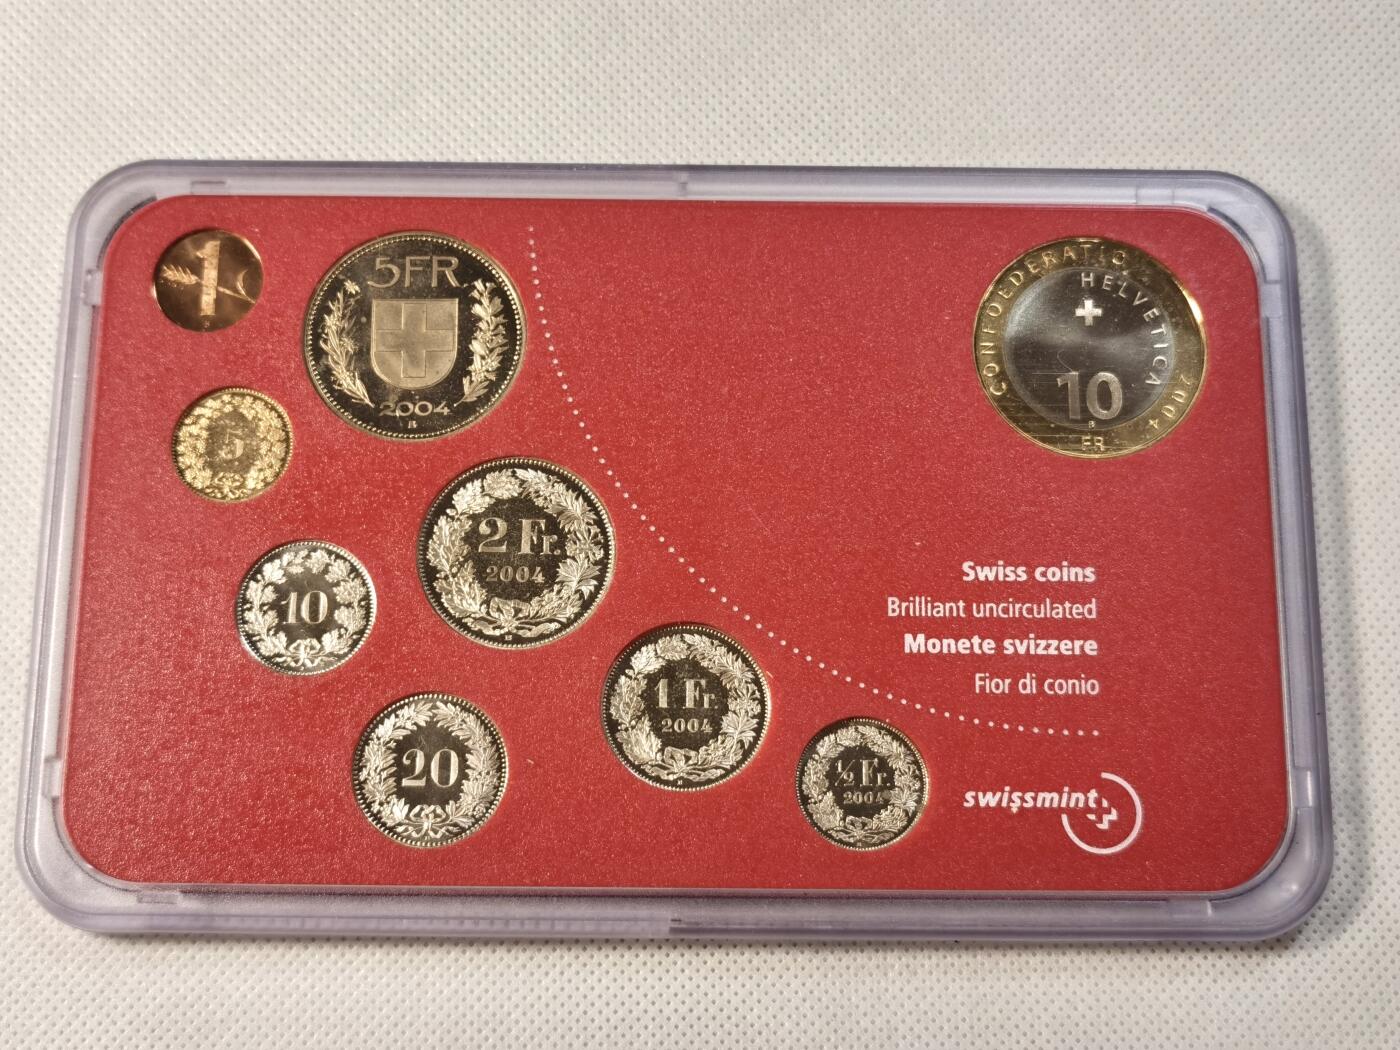 1
5FR
2004
B
5
10
2 Fr.
2004
B
20
1 Fr.
2004
B
½ Fr.
2004
B
CONFOEDERATIO
HELVETICA
2004
10
B
FR
Swiss coins
Brilliant uncirculated
Monete svizzere
Fior di conio
swissmint